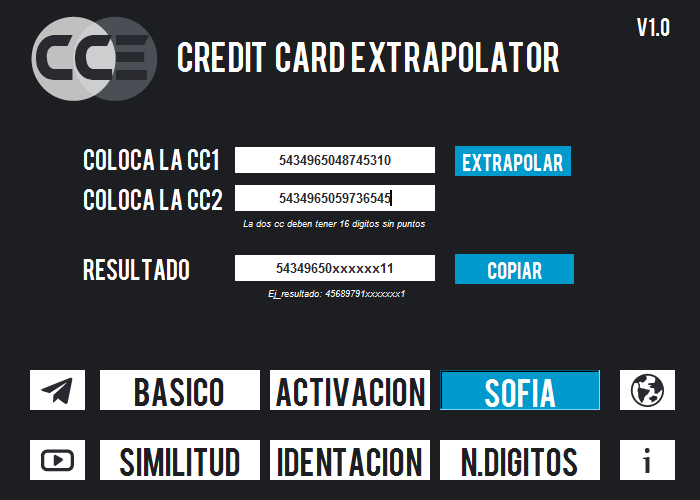 V1.0
CCE
CREDIT CARD EXTRAPOLATOR
COLOCA LA CC1 5434965048745310 EXTRAPOLAR
COLOCA LA CC2 5434965059736545
La dos cc deben tener 16 digitos sin puntos
RESULTADO 54349650xxxxxx11 COPIAR
Ej_resultado: 45689791xxxxxxx1
BASICO ACTIVACION SOFIA
SIMILITUD IDENTACION N.DIGITOS i